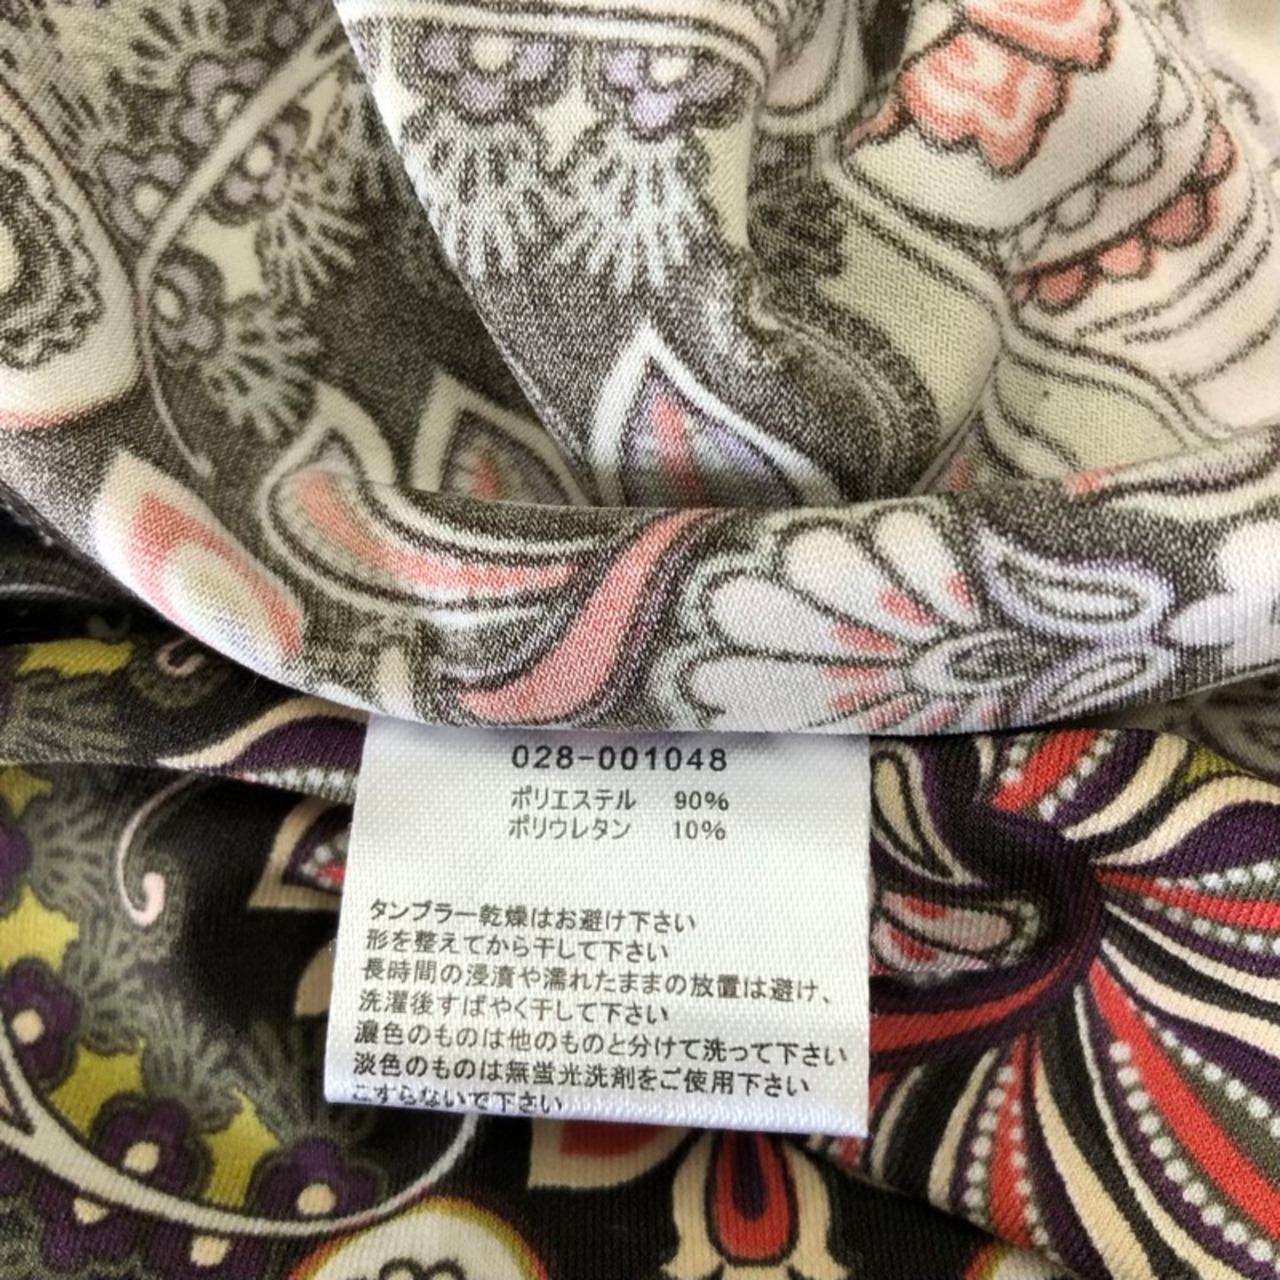 028-001048
ポリエステル 90%
ポリウレタン 10%
タンブラー乾燥はお避け下さい
形を整えてから干して下さい
長時間の浸漬や濡れたままの放置は避け、
洗濯後すばやく干して下さい
濃色のものは他のものと分けて洗って下さい
淡色のものは無蛍光洗剤をご使用下さい
こすらないで下さい